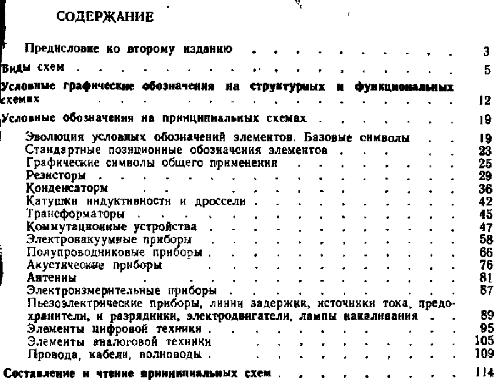 СОДЕРЖАНИЕ
Предисловие ко второму изданию . . . . . . . . . 3
Виды схем . . . . . . . . . . . . . . . . 5
Условные графические обозначения на структурных и функциональных
схемах . . . . . . . . . . . . . . . . . 12
Условные обозначения на принципиальных схемах . . . . . . . 19
Эволюция условных обозначений элементов. Базовые символы . . 19
Стандартные позиционные обозначения элементов . . . . . . 23
Графические символы общего применения . . . . . . . . 25
Резисторы . . . . . . . . . . . . . . . 29
Конденсаторы . . . . . . . . . . . . . . 36
Катушки индуктивности и дроссели . . . . . . . . . 42
Трансформаторы . . . . . . . . . . . . . 45
Коммутационные устройства . . . . . . . . . . 47
Электровакуумные приборы . . . . . . . . . . 58
Полупроводниковые приборы . . . . . . . . . . 66
Акустические приборы . . . . . . . . . . . 76
Антенны . . . . . . . . . . . . . . . 81
Электроизмерительные приборы . . . . . . . . . 87
Пьезоэлектрические приборы, линии задержки, источники тока, предо-
хранители, и разрядники, электродвигатели, лампы накаливания . . 89
Элементы цифровой техники . . . . . . . . . . 95
Элементы аналоговой техники . . . . . . . . . 105
Провода, кабели, волноводы . . . . . . . . . . 109
Составление и чтение принципиальных схем . . . . . . . . 114